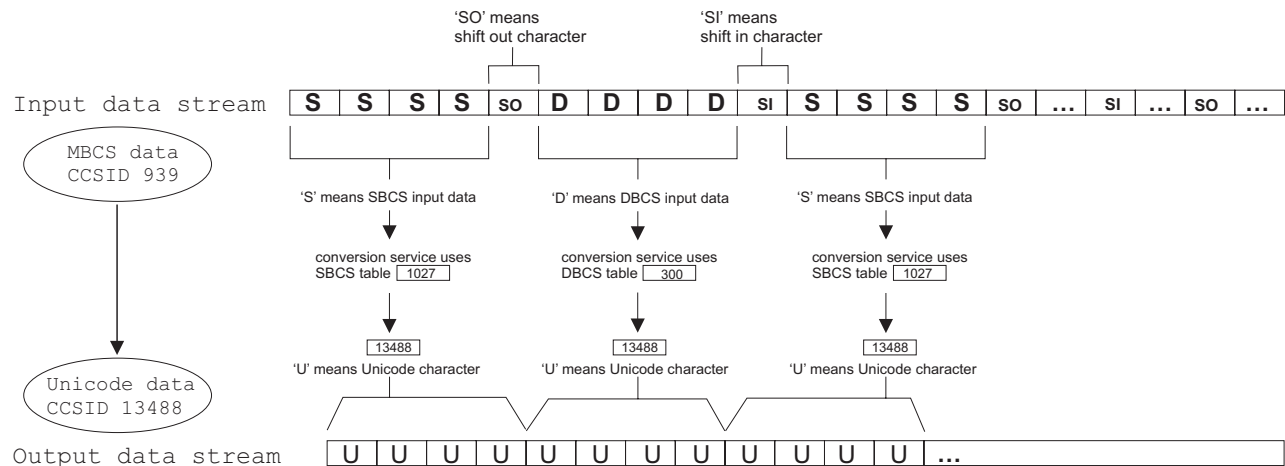 ‘SO’ means
shift out character
‘SI’ means
shift in character
Input data stream
S S S S SO D D D D SI S S S S SO ... SI ... SO ...
MBCS data
CCSID 939
‘S’ means SBCS input data
‘D’ means DBCS input data
‘S’ means SBCS input data
conversion service uses
SBCS table 1027
conversion service uses
DBCS table 300
conversion service uses
SBCS table 1027
13488
13488
13488
‘U’ means Unicode character
‘U’ means Unicode character
‘U’ means Unicode character
Unicode data
CCSID 13488
Output data stream
U U U U U U U U U U U U ...